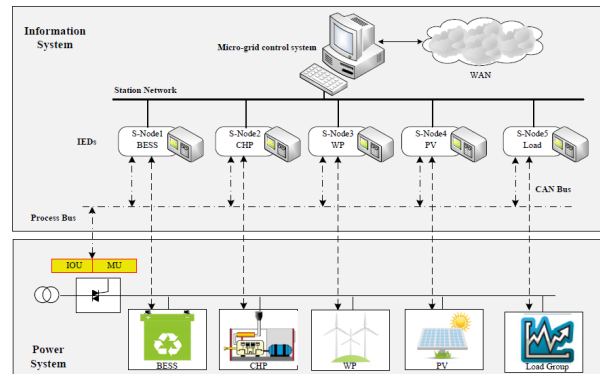 Information
System
Micro-grid control system
WAN
Station Network
IEDs
S-Node1
BESS
S-Node2
CHP
S-Node3
WP
S-Node4
PV
S-Node5
Load
CAN Bus
Process Bus
IOU MU
Power
System
BESS
CHP
WP
PV
Load Group